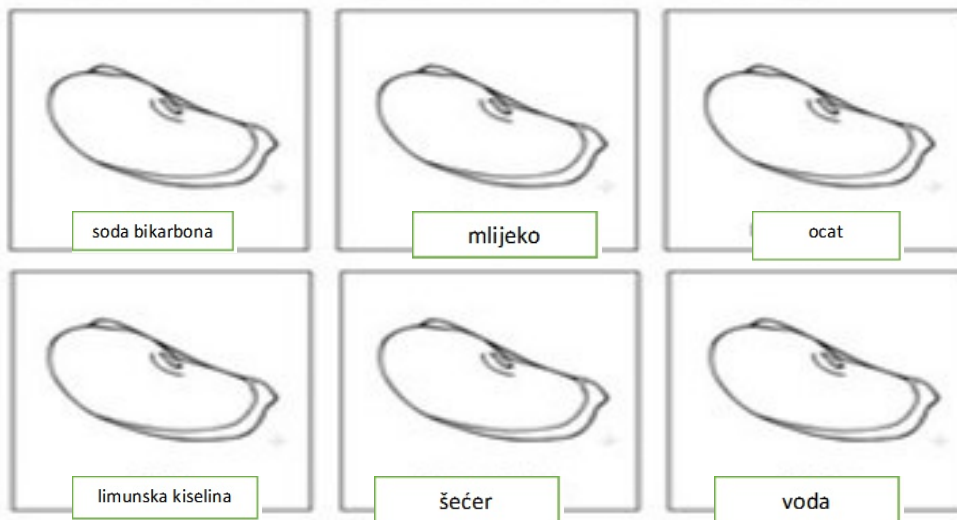 soda bikarbona
mlijeko
ocat
limunska kiselina
šećer
voda